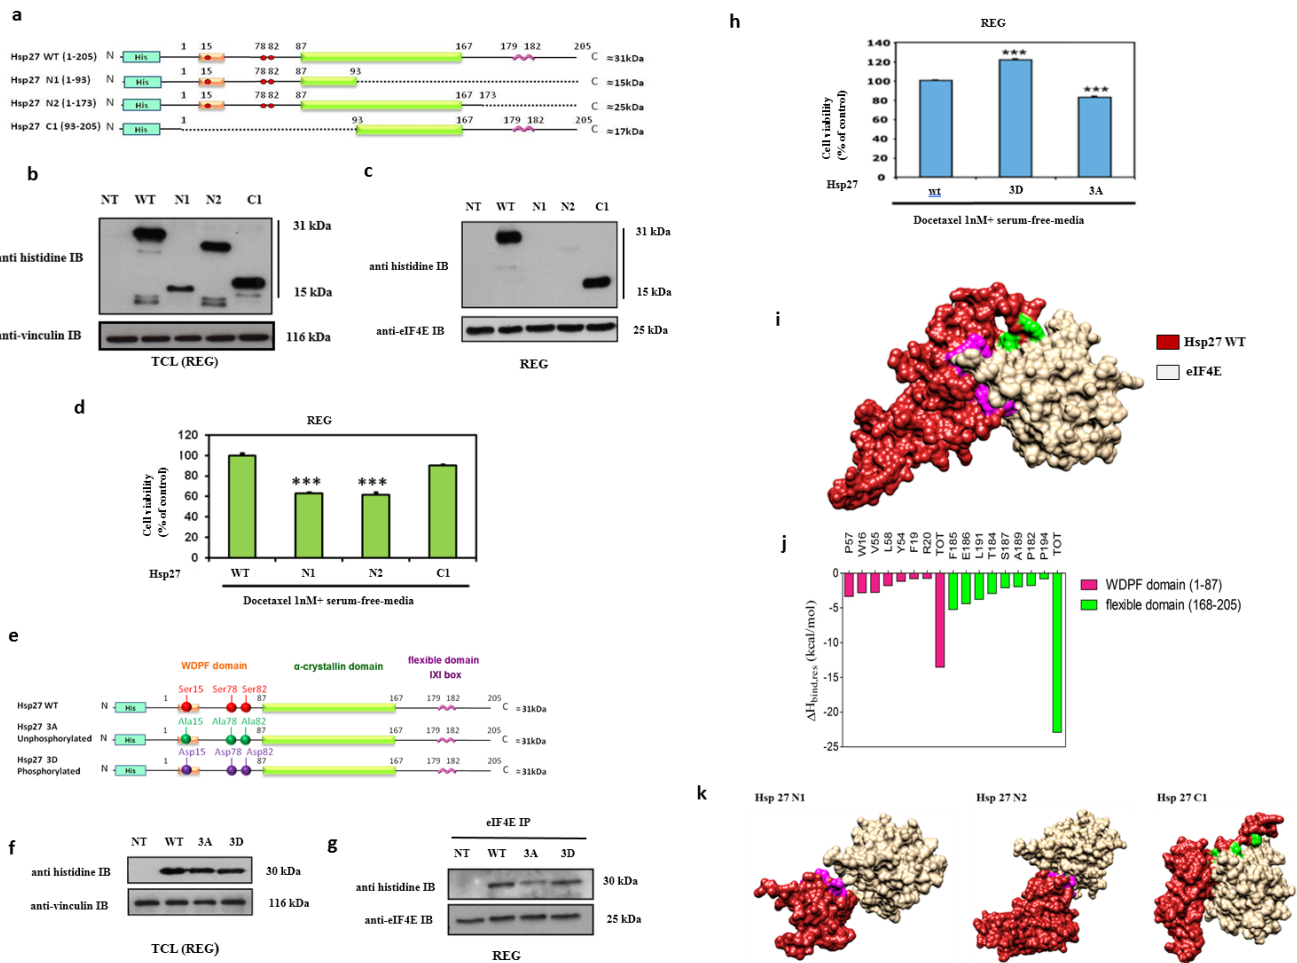 a
1 15 78 82 87 167 179 182 205
Hsp27 WT (1-205) N His C ≈31kDa
1 15 78 82 87 93
Hsp27 N1 (1-93) N His C ≈15kDa
1 15 78 82 87 167 173
Hsp27 N2 (1-173) N His C ≈25kDa
1 93 167 179 182 205
Hsp27 C1 (93-205) N His C ≈17kDa
b
NT WT N1 N2 C1
31 kDa
anti histidine IB
15 kDa
anti-vinculin IB 116 kDa
TCL (REG)
c
NT WT N1 N2 C1
31 kDa
anti histidine IB
15 kDa
anti-eIF4E IB 25 kDa
REG
d
REG
120
100
80
60
40
20
0
Cell viability
(% of control)
*** ***
Hsp27 WT N1 N2 C1
Docetaxel 1nM+ serum-free-media
e
WDPF domain α-crystallin domain flexible domain
IXI box
Ser15 Ser78 Ser82
1 87 167 179 182 205
Hsp27 WT N His C ≈31kDa
Ala15 Ala78 Ala82
Hsp27 3A
1 87 167 179 182 205
Unphosphorylated N His C ≈31kDa
Asp15 Asp78 Asp82
Hsp27 3D
1 87 167 179 182 205
Phosphorylated N His C ≈31kDa
f
NT WT 3A 3D
anti histidine IB 30 kDa
anti-vinculin IB 116 kDa
TCL (REG)
g
eIF4E IP
NT WT 3A 3D
anti histidine IB 30 kDa
anti-eIF4E IB 25 kDa
REG
h
REG
140
120
100
80
60
40
20
0
Cell viability
(% of control)
*** ***
Hsp27 wt 3D 3A
Docetaxel 1nM+ serum-free-media
i
Hsp27 WT
eIF4E
j
P57 W16 V55 L58 Y54 F19 R20 TOT F185 E186 L191 T184 S187 A189 P182 P194 TOT
0
-5
-10
-15
-20
-25
ΔHbind,res (kcal/mol)
WDPF domain (1-87)
flexible domain (168-205)
k
Hsp 27 N1 Hsp 27 N2 Hsp 27 C1